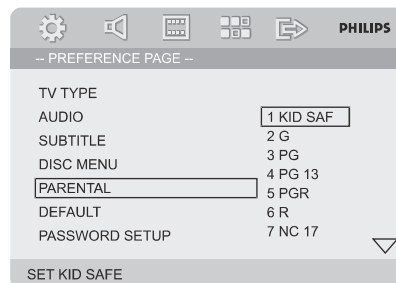 PHILIPS
-- PREFERENCE PAGE --
TV TYPE
AUDIO
SUBTITLE
DISC MENU
PARENTAL
DEFAULT
PASSWORD SETUP
1 KID SAF
2 G
3 PG
4 PG 13
5 PGR
6 R
7 NC 17
SET KID SAFE